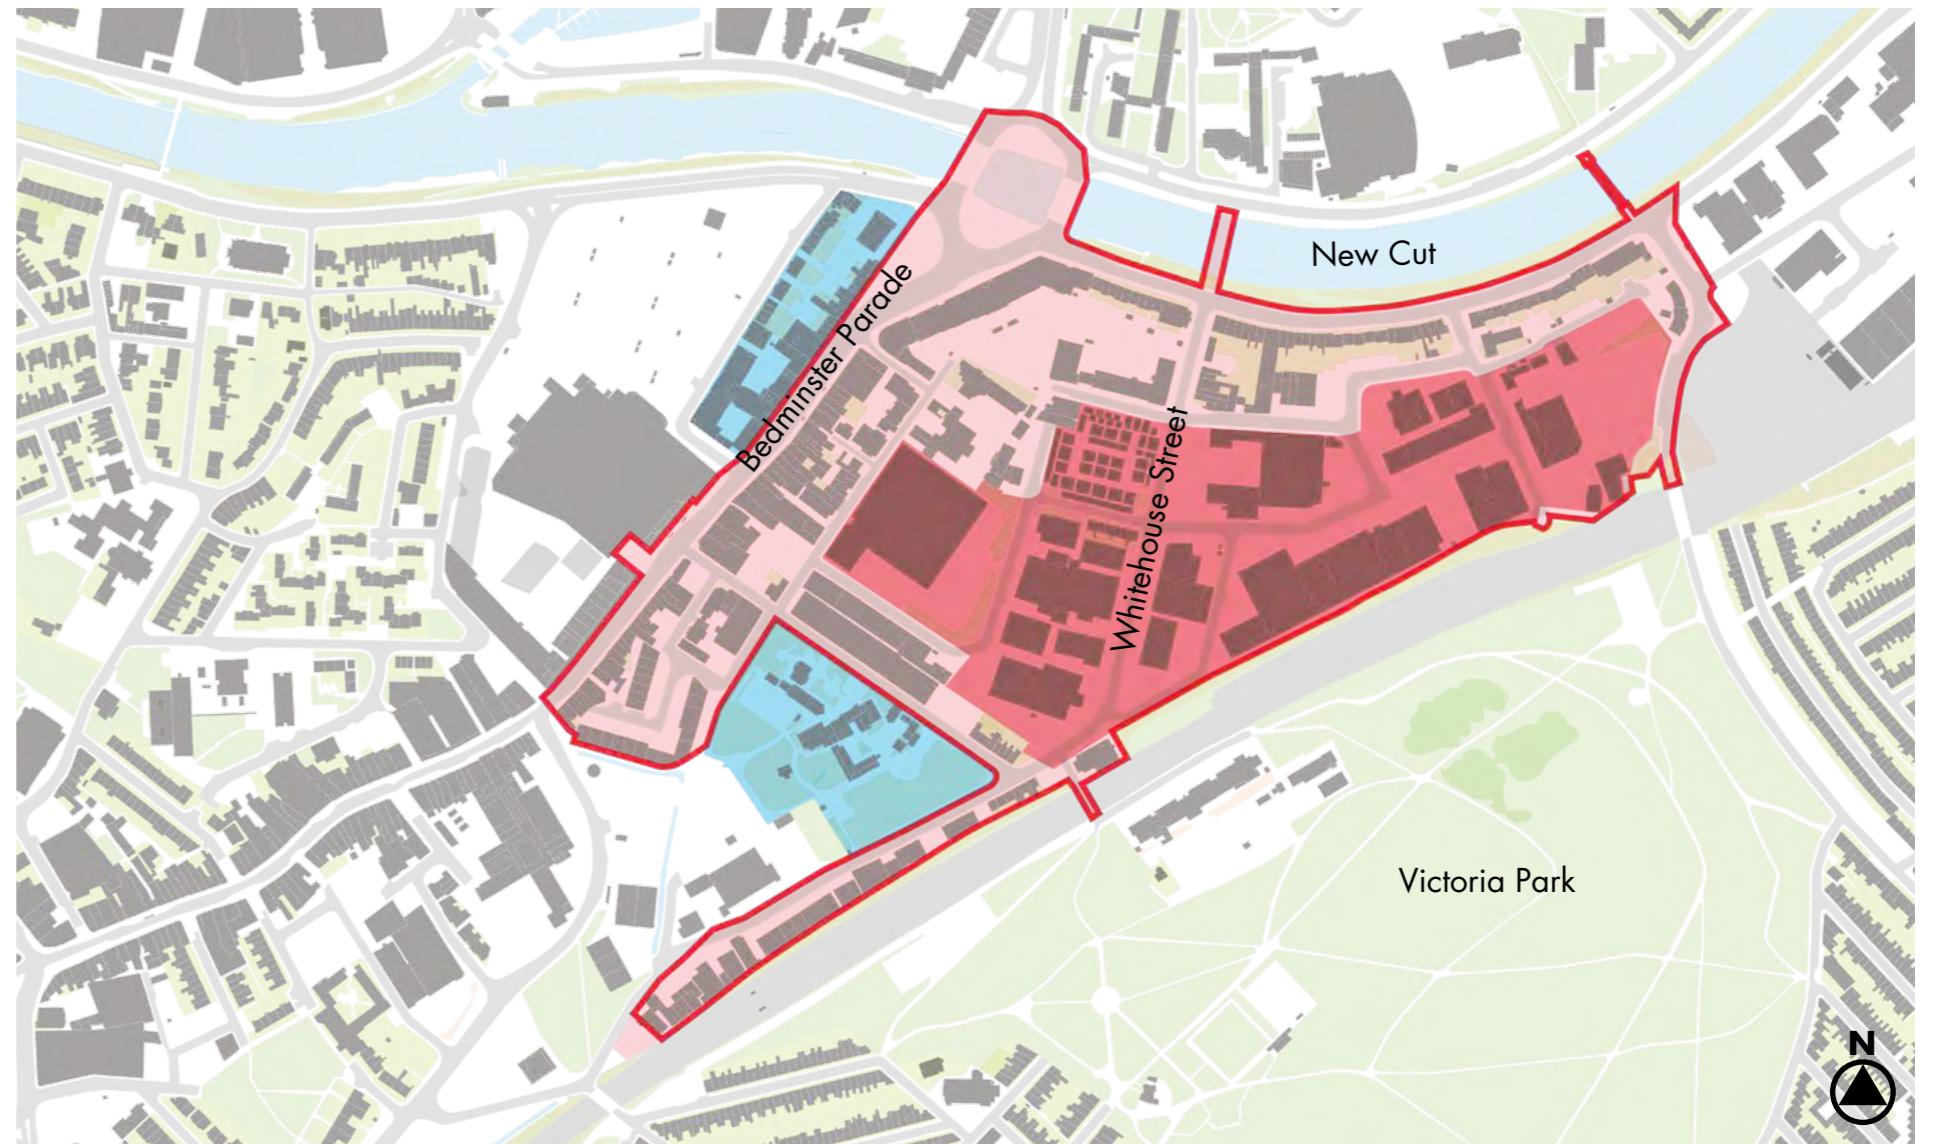 New Cut
Bedminster Parade
Whitehouse Street
Victoria Park
N